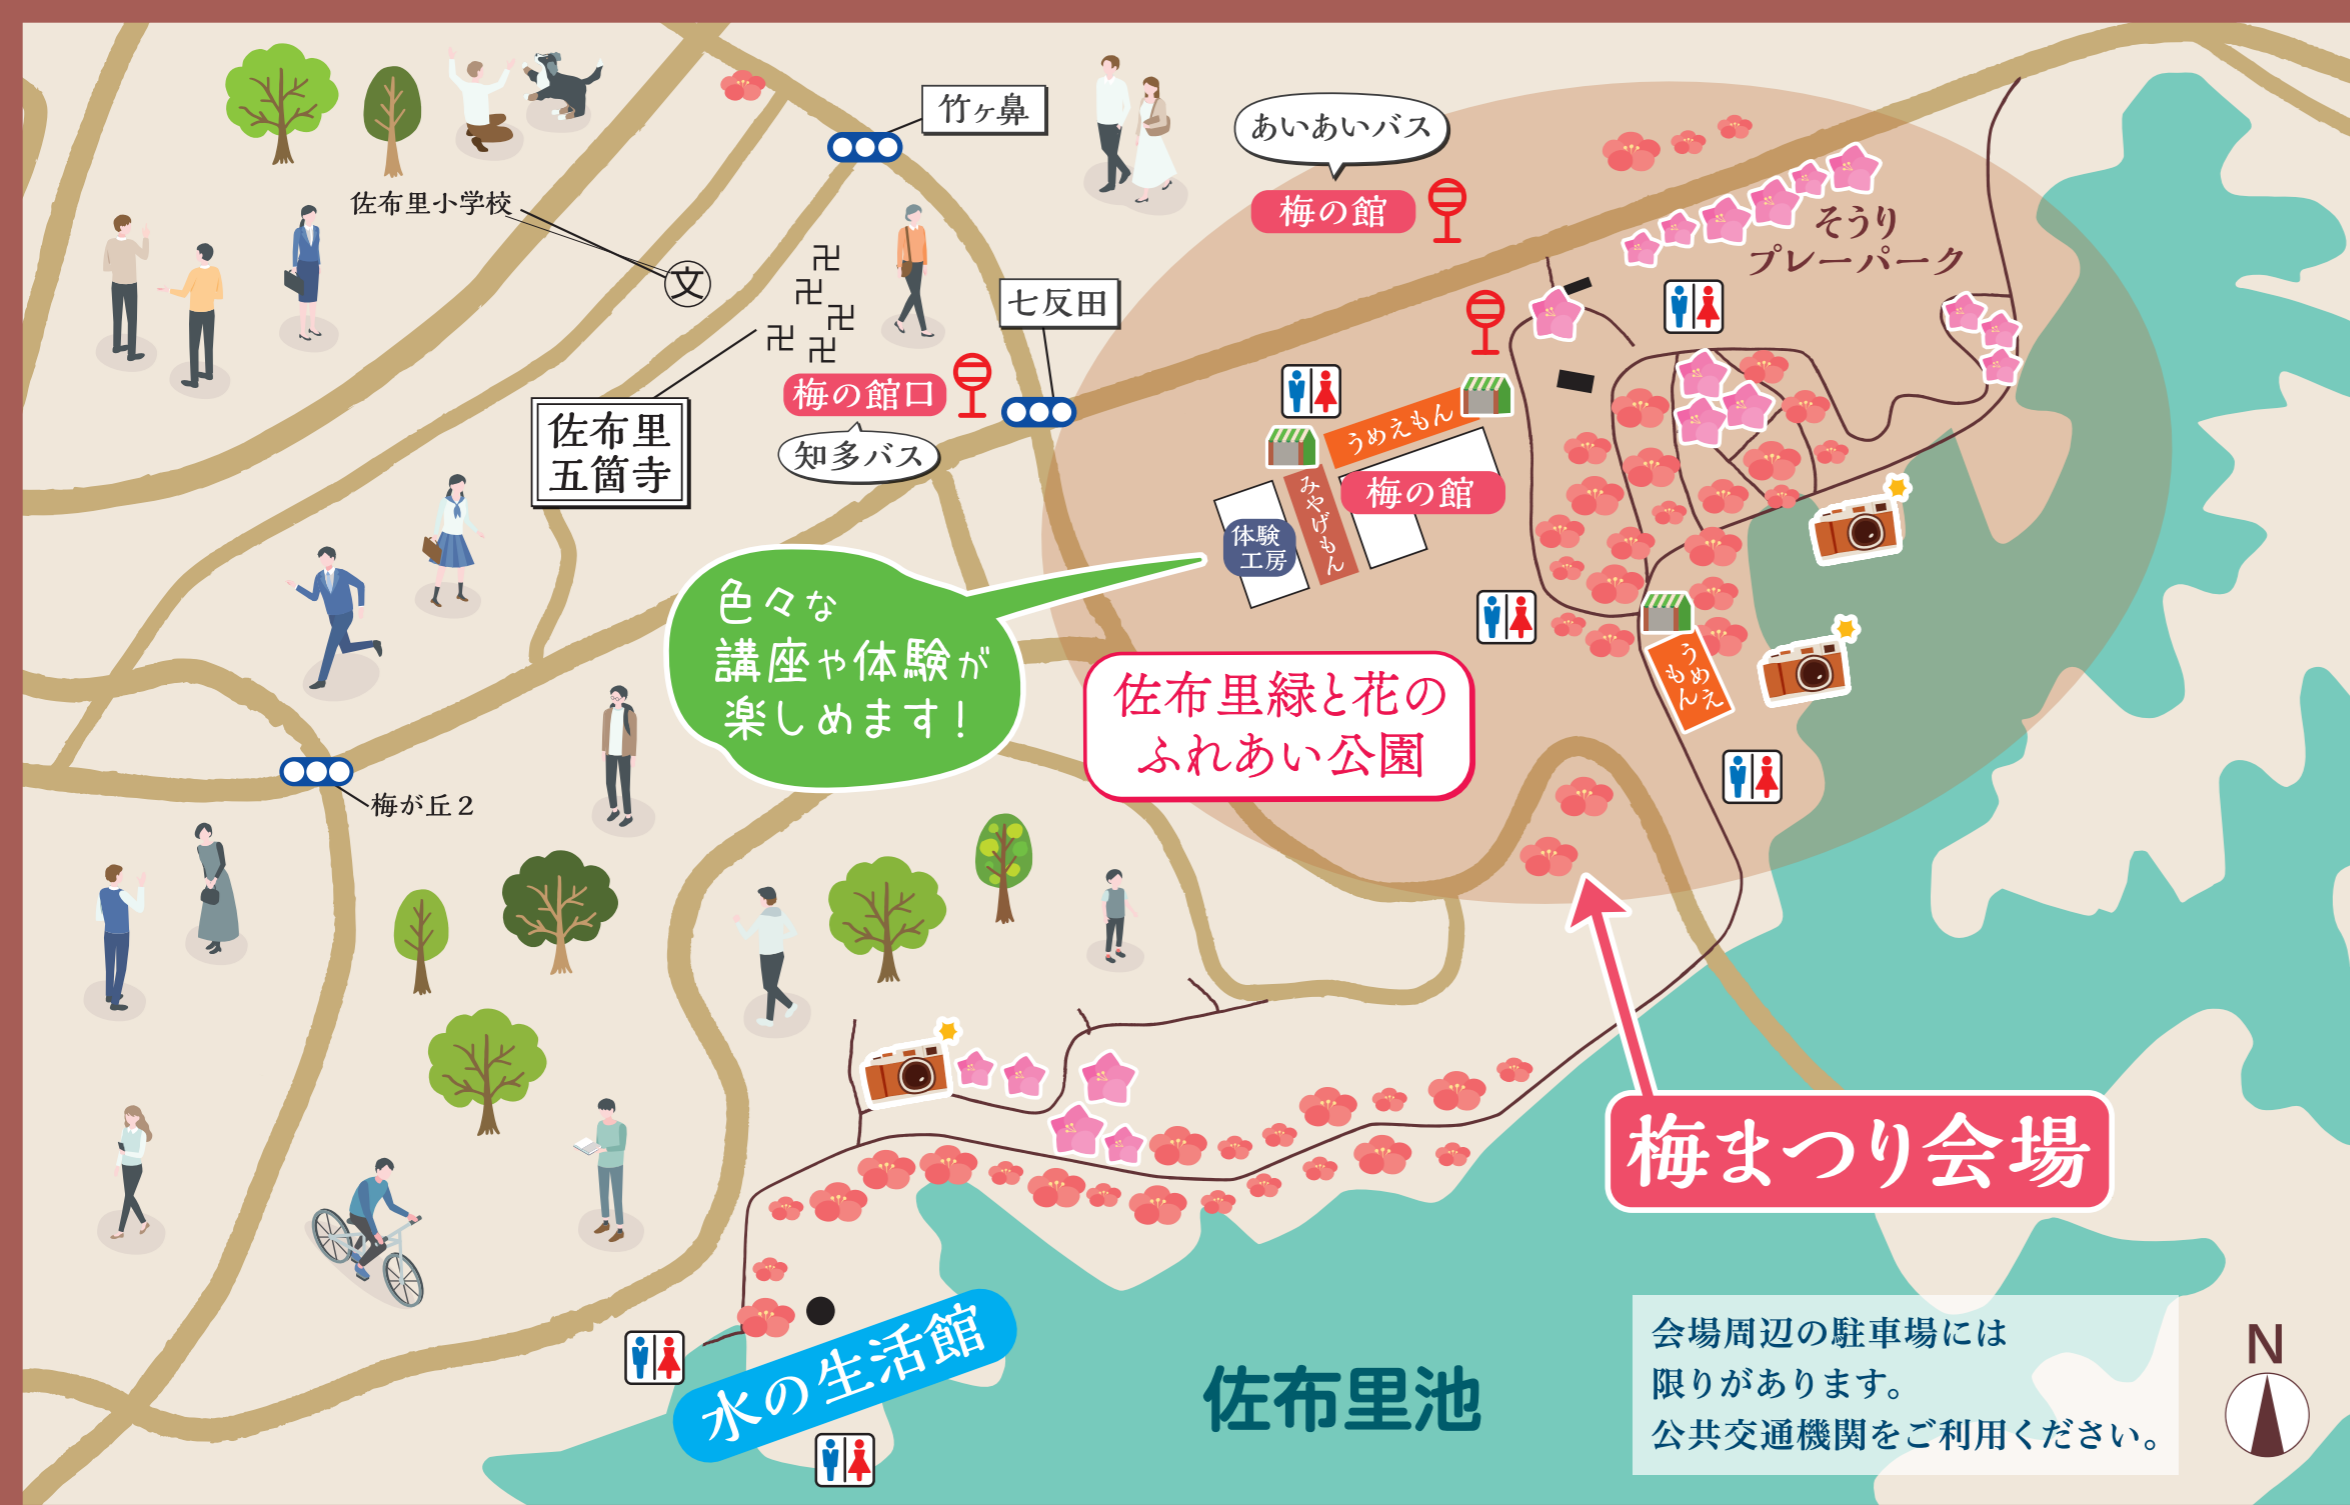 竹ヶ鼻
あいあいバス
梅の館
佐布里小学校
文
そうり
プレーパーク
卍
卍
卍
卍
卍
七反田
梅の館口
知多バス
佐布里
五箇寺
うめえもん
みやげもん
梅の館
体験
工房
色々な
講座や体験が
楽しめます!
佐布里緑と花の
ふれあい公園
うめえ
もん
梅が丘2
梅まつり会場
水の生活館
佐布里池
会場周辺の駐車場には
限りがあります。
公共交通機関をご利用ください。
N